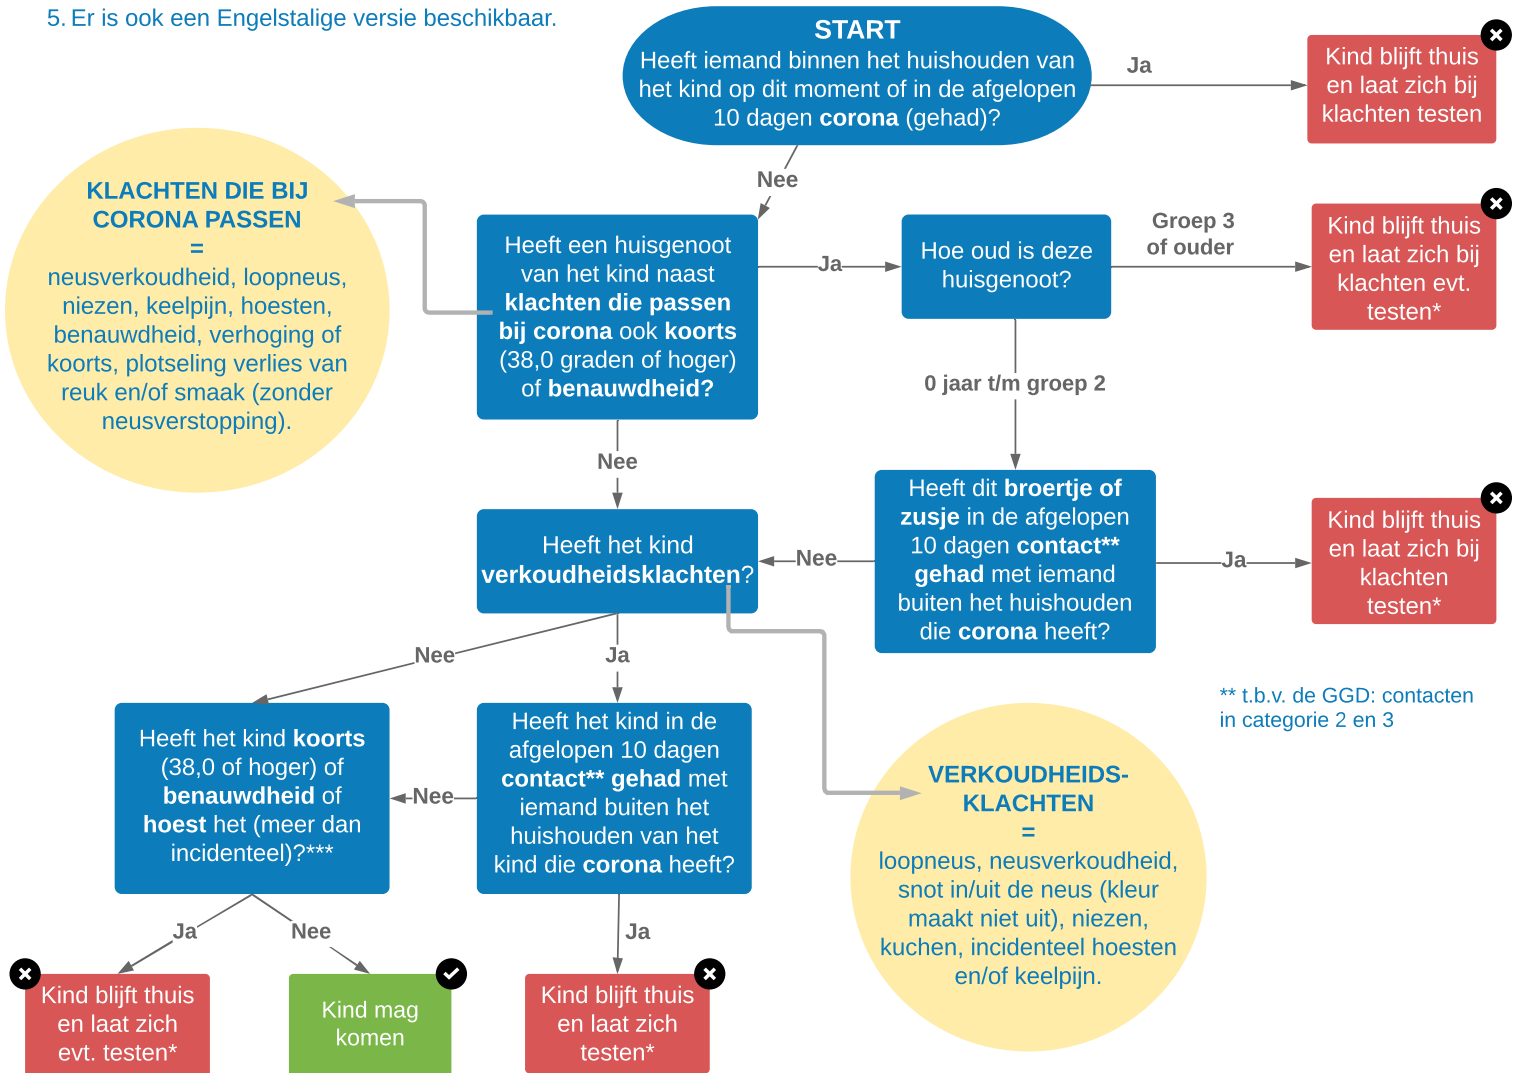 5. Er is ook een Engelstalige versie beschikbaar.
START
Heeft iemand binnen het huishouden van
het kind op dit moment of in de afgelopen
10 dagen corona (gehad)?
Ja
Kind blijft thuis
en laat zich bij
klachten testen
Nee
KLACHTEN DIE BIJ
CORONA PASSEN
=
neusverkoudheid, loopneus,
niezen, keelpijn, hoesten,
benauwdheid, verhoging of
koorts, plotseling verlies van
reuk en/of smaak (zonder
neusverstopping).
Heeft een huisgenoot
van het kind naast
klachten die passen
bij corona ook koorts
(38,0 graden of hoger)
of benauwdheid?
Ja
Hoe oud is deze
huisgenoot?
Groep 3
of ouder
Kind blijft thuis
en laat zich bij
klachten evt.
testen*
0 jaar t/m groep 2
Nee
Heeft het kind
verkoudheidsklachten?
Nee
Heeft dit broertje of
zusje in de afgelopen
10 dagen contact**
gehad met iemand
buiten het huishouden
die corona heeft?
Ja
Kind blijft thuis
en laat zich bij
klachten
testen*
Nee
Ja
** t.b.v. de GGD: contacten
in categorie 2 en 3
Heeft het kind koorts
(38,0 of hoger) of
benauwdheid of
hoest het (meer dan
incidenteel)?***
Nee
Heeft het kind in de
afgelopen 10 dagen
contact** gehad met
iemand buiten het
huishouden van het
kind die corona heeft?
VERKOUDHEIDS-
KLACHTEN
=
loopneus, neusverkoudheid,
snot in/uit de neus (kleur
maakt niet uit), niezen,
kuchen, incidenteel hoesten
en/of keelpijn.
Ja
Nee
Ja
Kind blijft thuis
en laat zich
evt. testen*
Kind mag
komen
Kind blijft thuis
en laat zich
testen*